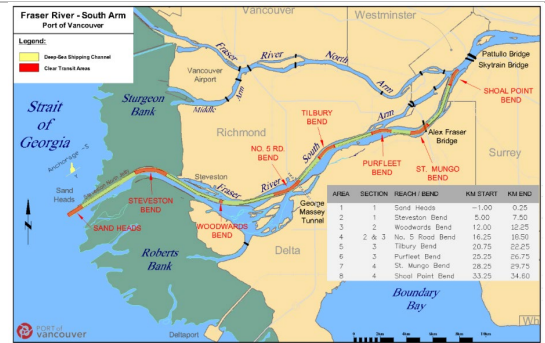 Fraser River - South Arm
Port of Vancouver
Legend:
Deep-Sea Shipping Channel
Clear Transit Areas
Vancouver
Westminster
Fraser River North Arm
Pattullo Bridge
Skytrain Bridge
Vancouver Airport
Middle Arm
SHOAL POINT BEND
Strait of Georgia
Sturgeon Bank
TILBURY BEND
Arm
Richmond
Alex Fraser Bridge
NO. 5 RD BEND
South
Surrey
PURFLEET BEND
ST. MUNGO BEND
Steveston
Fraser River
Sand Heads
STEVESTON BEND
George Massey Tunnel
WOODWARDS BEND
SAND HEADS
Delta
Roberts Bank
AREA SECTION REACH / BEND KM START KM END
1 1 Sand Heads -1.00 0.25
2 1 Steveston Bend 5.00 7.50
3 2 Woodwards Bend 12.00 12.25
4 2 & 3 No. 5 Road Bend 16.25 18.50
5 3 Tilbury Bend 20.75 22.25
6 3 Purfleet Bend 25.25 26.75
7 4 St. Mungo Bend 28.25 29.75
8 4 Shoal Point Bend 33.25 34.60
Boundary Bay
N
PORT of vancouver
Deltaport
Wh